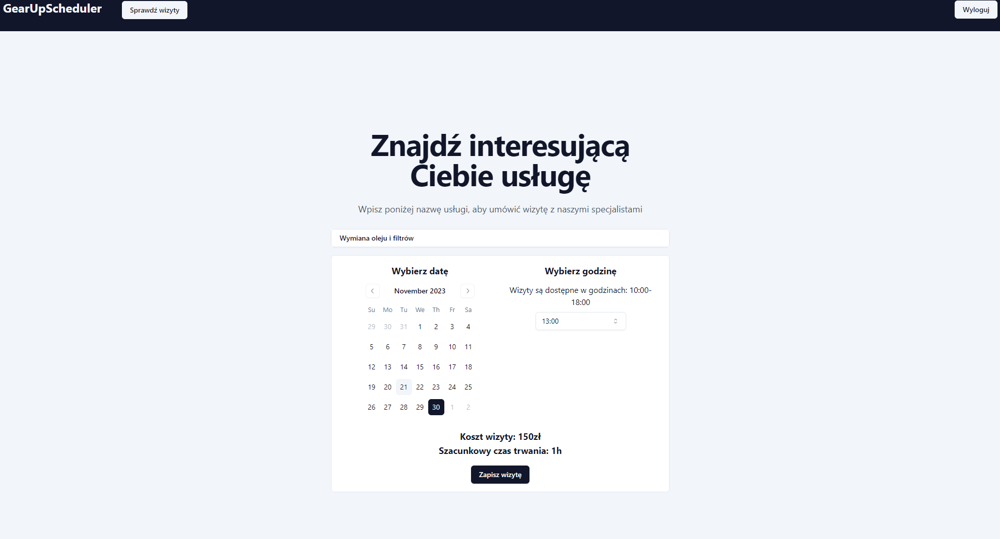 GearUpScheduler
Sprawdź wizyty
Wyloguj
Znajdź interesującą
Ciebie usługę
Wpisz poniżej nazwę usługi, aby umówić wizytę z naszymi specjalistami
Wymiana oleju i filtrów
Wybierz datę
November 2023
Su Mo Tu We Th Fr Sa
29 30 31 1 2 3 4
5 6 7 8 9 10 11
12 13 14 15 16 17 18
19 20 21 22 23 24 25
26 27 28 29 30 1 2
Wybierz godzinę
Wizyty są dostępne w godzinach: 10:00-
18:00
13:00
Koszt wizyty: 150zł
Szacunkowy czas trwania: 1h
Zapisz wizytę